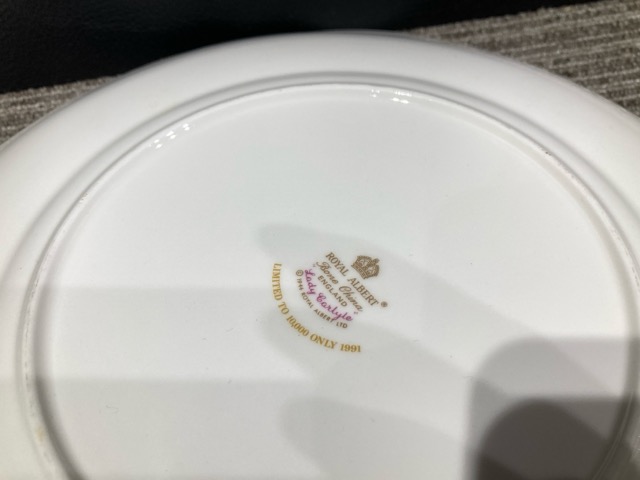 ROYAL ALBERT ®
Bone China
ENGLAND
"Lady Carlyle"
© 1944 ROYAL ALBERT LTD
LIMITED TO 10,000 ONLY 1991